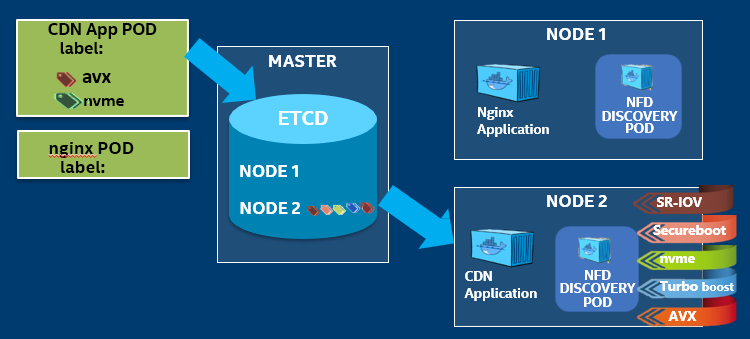 CDN App POD
label:
avx
nvme
nginx POD
label:
MASTER
ETCD
NODE 1
NODE 2
NODE 1
Nginx
Application
NFD
DISCOVERY
POD
NODE 2
CDN
Application
NFD
DISCOVERY
POD
SR-IOV
Secureboot
nvme
Turbo boost
AVX